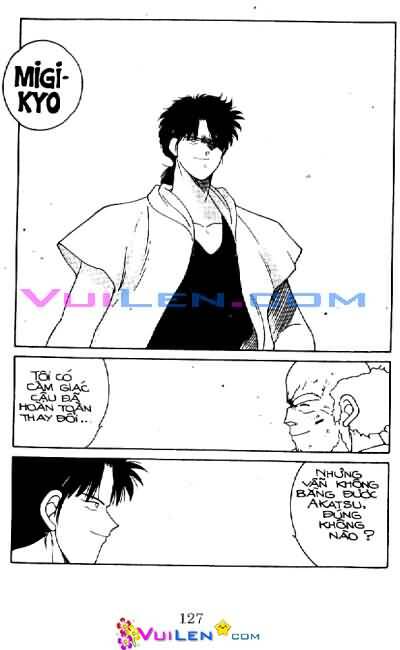 MIGI-
KYO
VUILEN.COM
TÔI CÓ
CẢM GIÁC
CẬU ĐÃ
HOÀN TOÀN
THAY ĐỔI...
NHƯNG
VẪN KHÔNG
BẰNG ĐƯỢC
AKATSU,
ĐÚNG
KHÔNG
NÀO?
127
VUILEN.COM